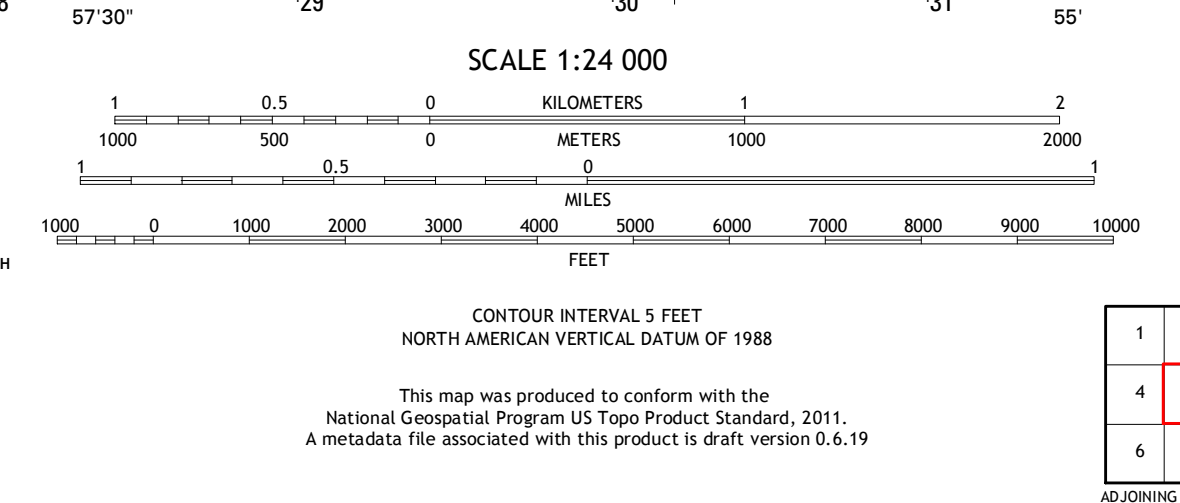 8 '29 '30 '31
57'30" 55'
SCALE 1:24 000
1 0.5 0 KILOMETERS 1 2
1000 500 0 METERS 1000 2000
1 0.5 0 1
MILES
1000 0 1000 2000 3000 4000 5000 6000 7000 8000 9000 10000
FEET
H
CONTOUR INTERVAL 5 FEET
NORTH AMERICAN VERTICAL DATUM OF 1988
This map was produced to conform with the
National Geospatial Program US Topo Product Standard, 2011.
A metadata file associated with this product is draft version 0.6.19
1
4
6
ADJOINING